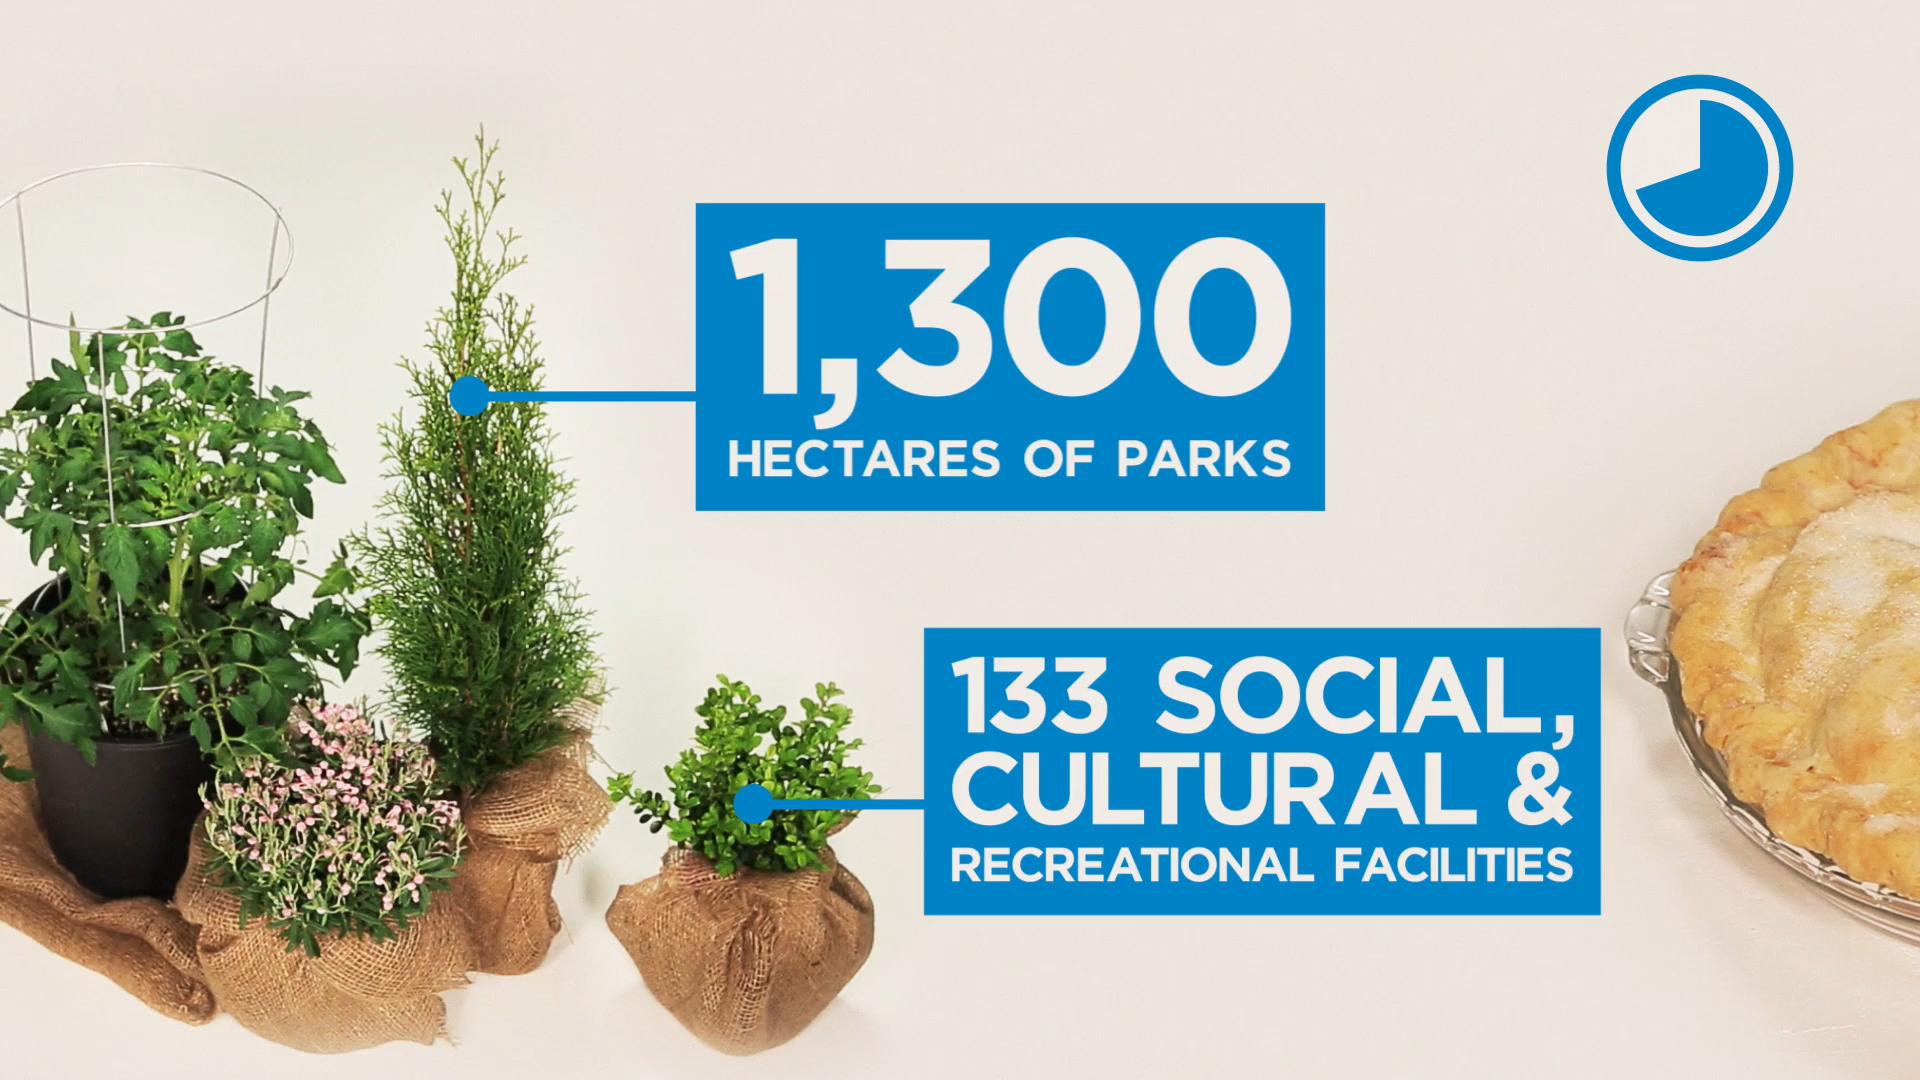 1,300
HECTARES OF PARKS
133 SOCIAL,
CULTURAL &
RECREATIONAL FACILITIES